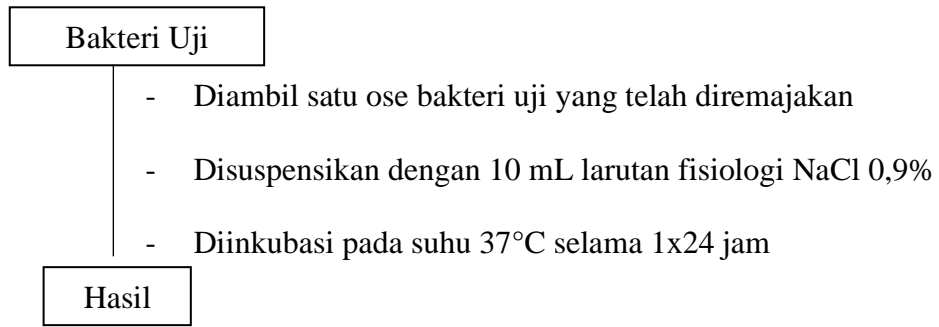 Bakteri Uji
- Diambil satu ose bakteri uji yang telah diremajakan
- Disuspensikan dengan 10 mL larutan fisiologi NaCl 0,9%
- Diinkubasi pada suhu 37°C selama 1x24 jam
Hasil